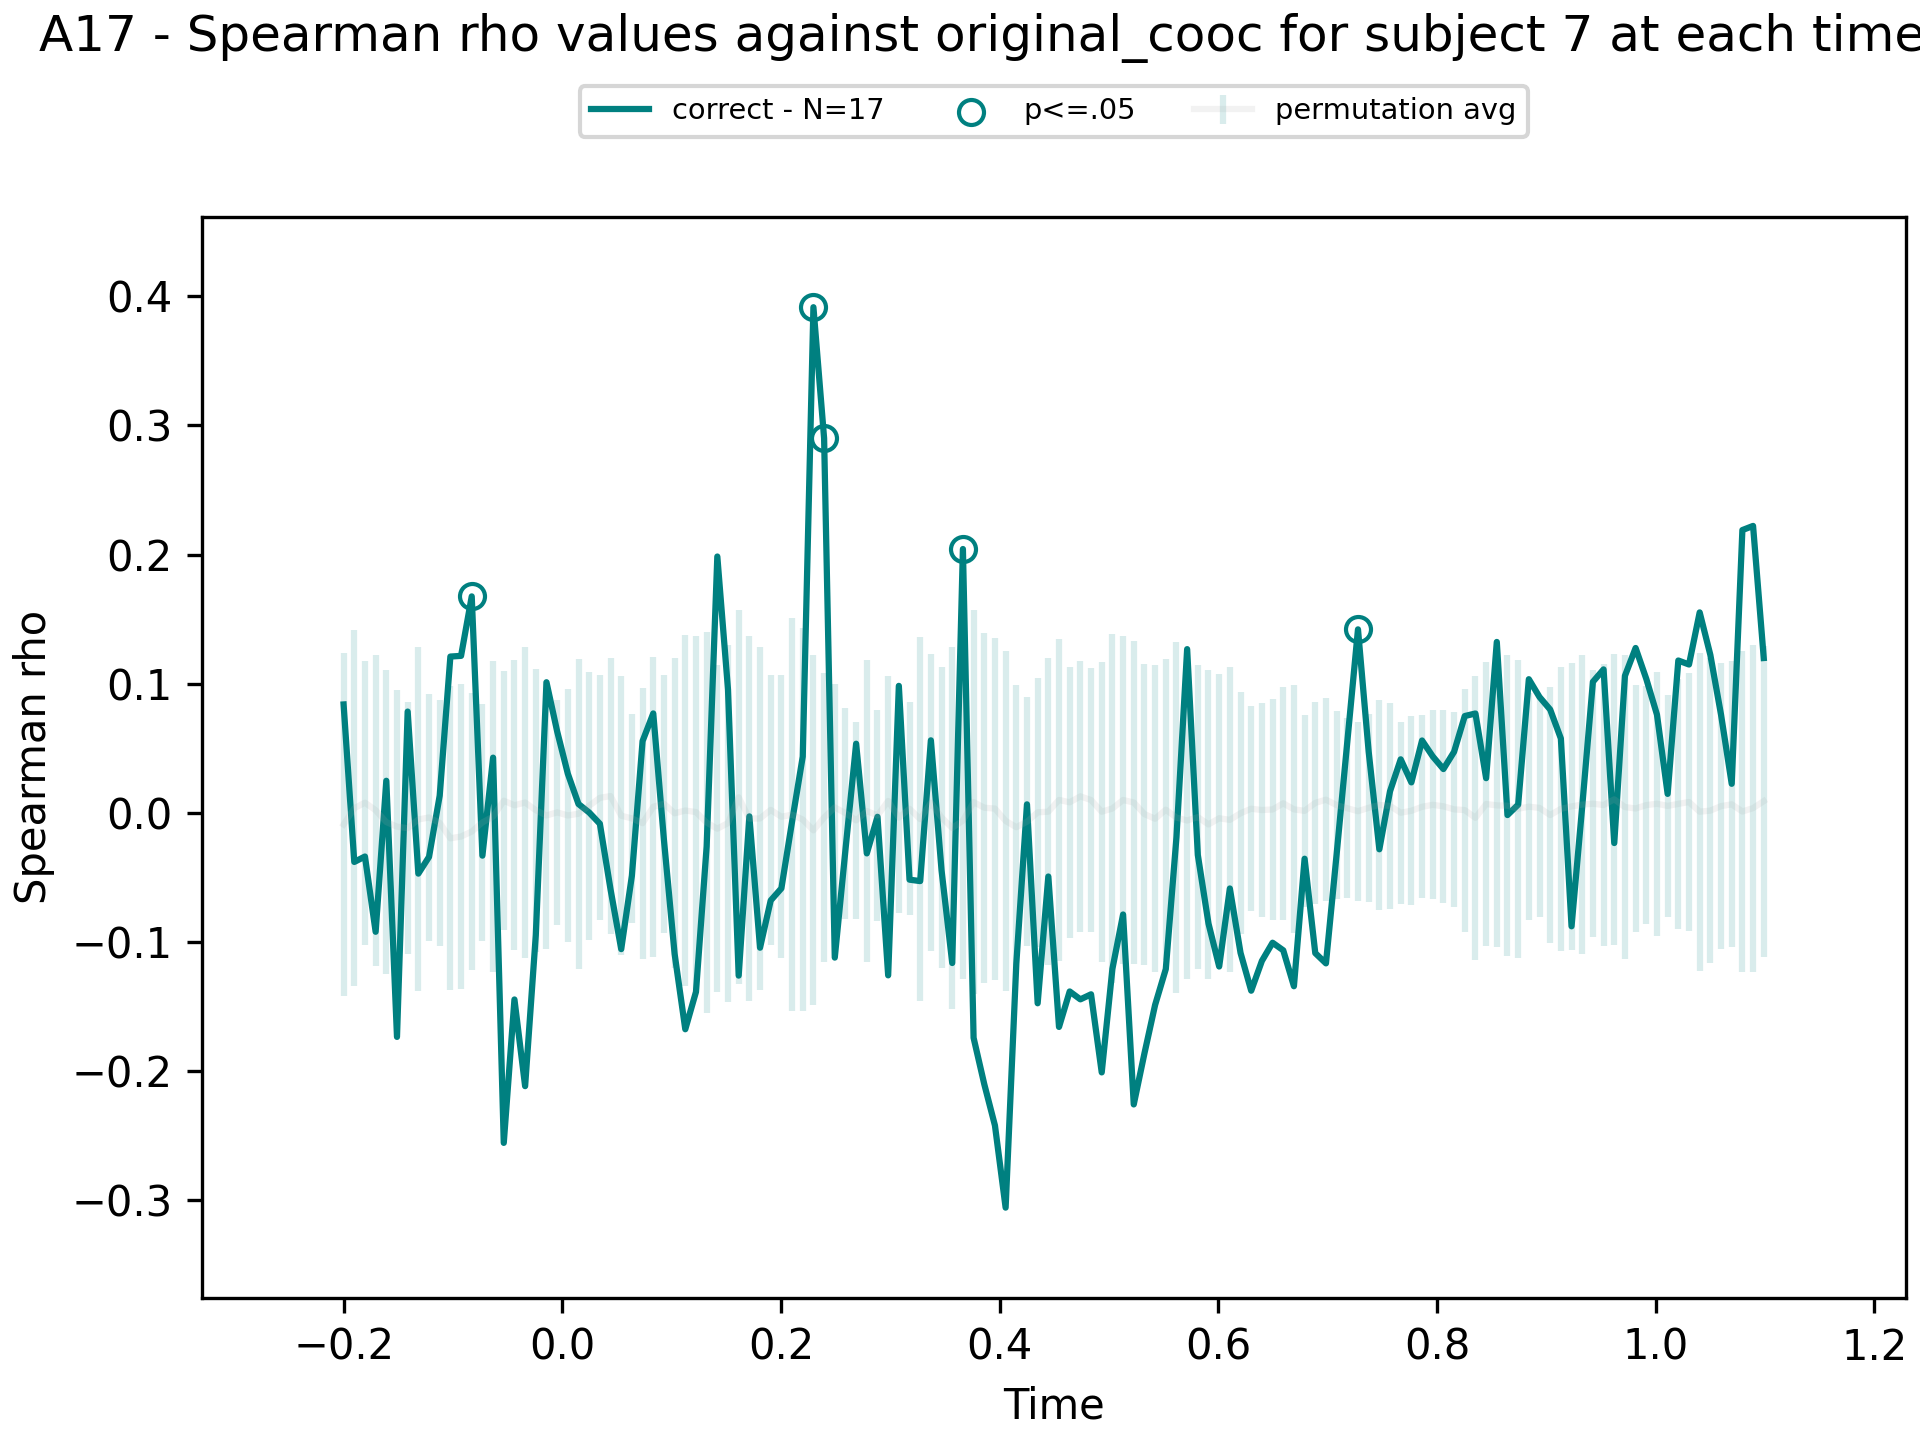 A17 - Spearman rho values against original_cooc for subject 7 at each time
correct - N=17 p<=.05 permutation avg
Spearman rho
0.4
0.3
0.2
0.1
0.0
−0.1
−0.2
−0.3
−0.2 0.0 0.2 0.4 0.6 0.8 1.0 1.2
Time